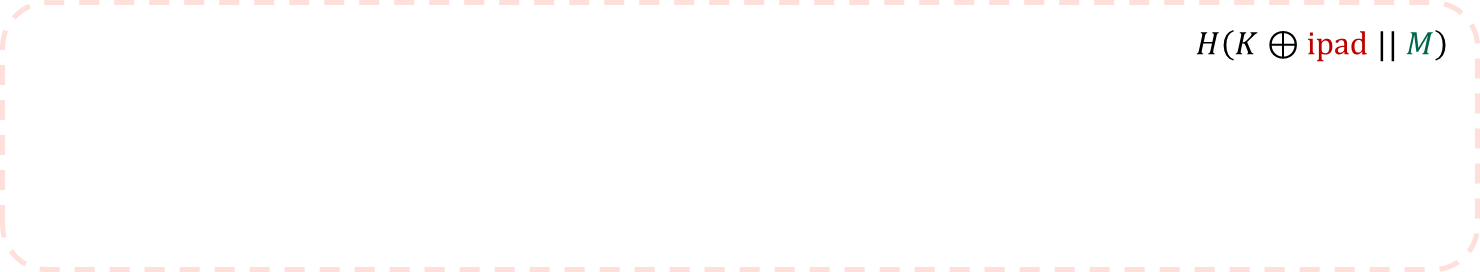 H(K ⊕ ipad || M)